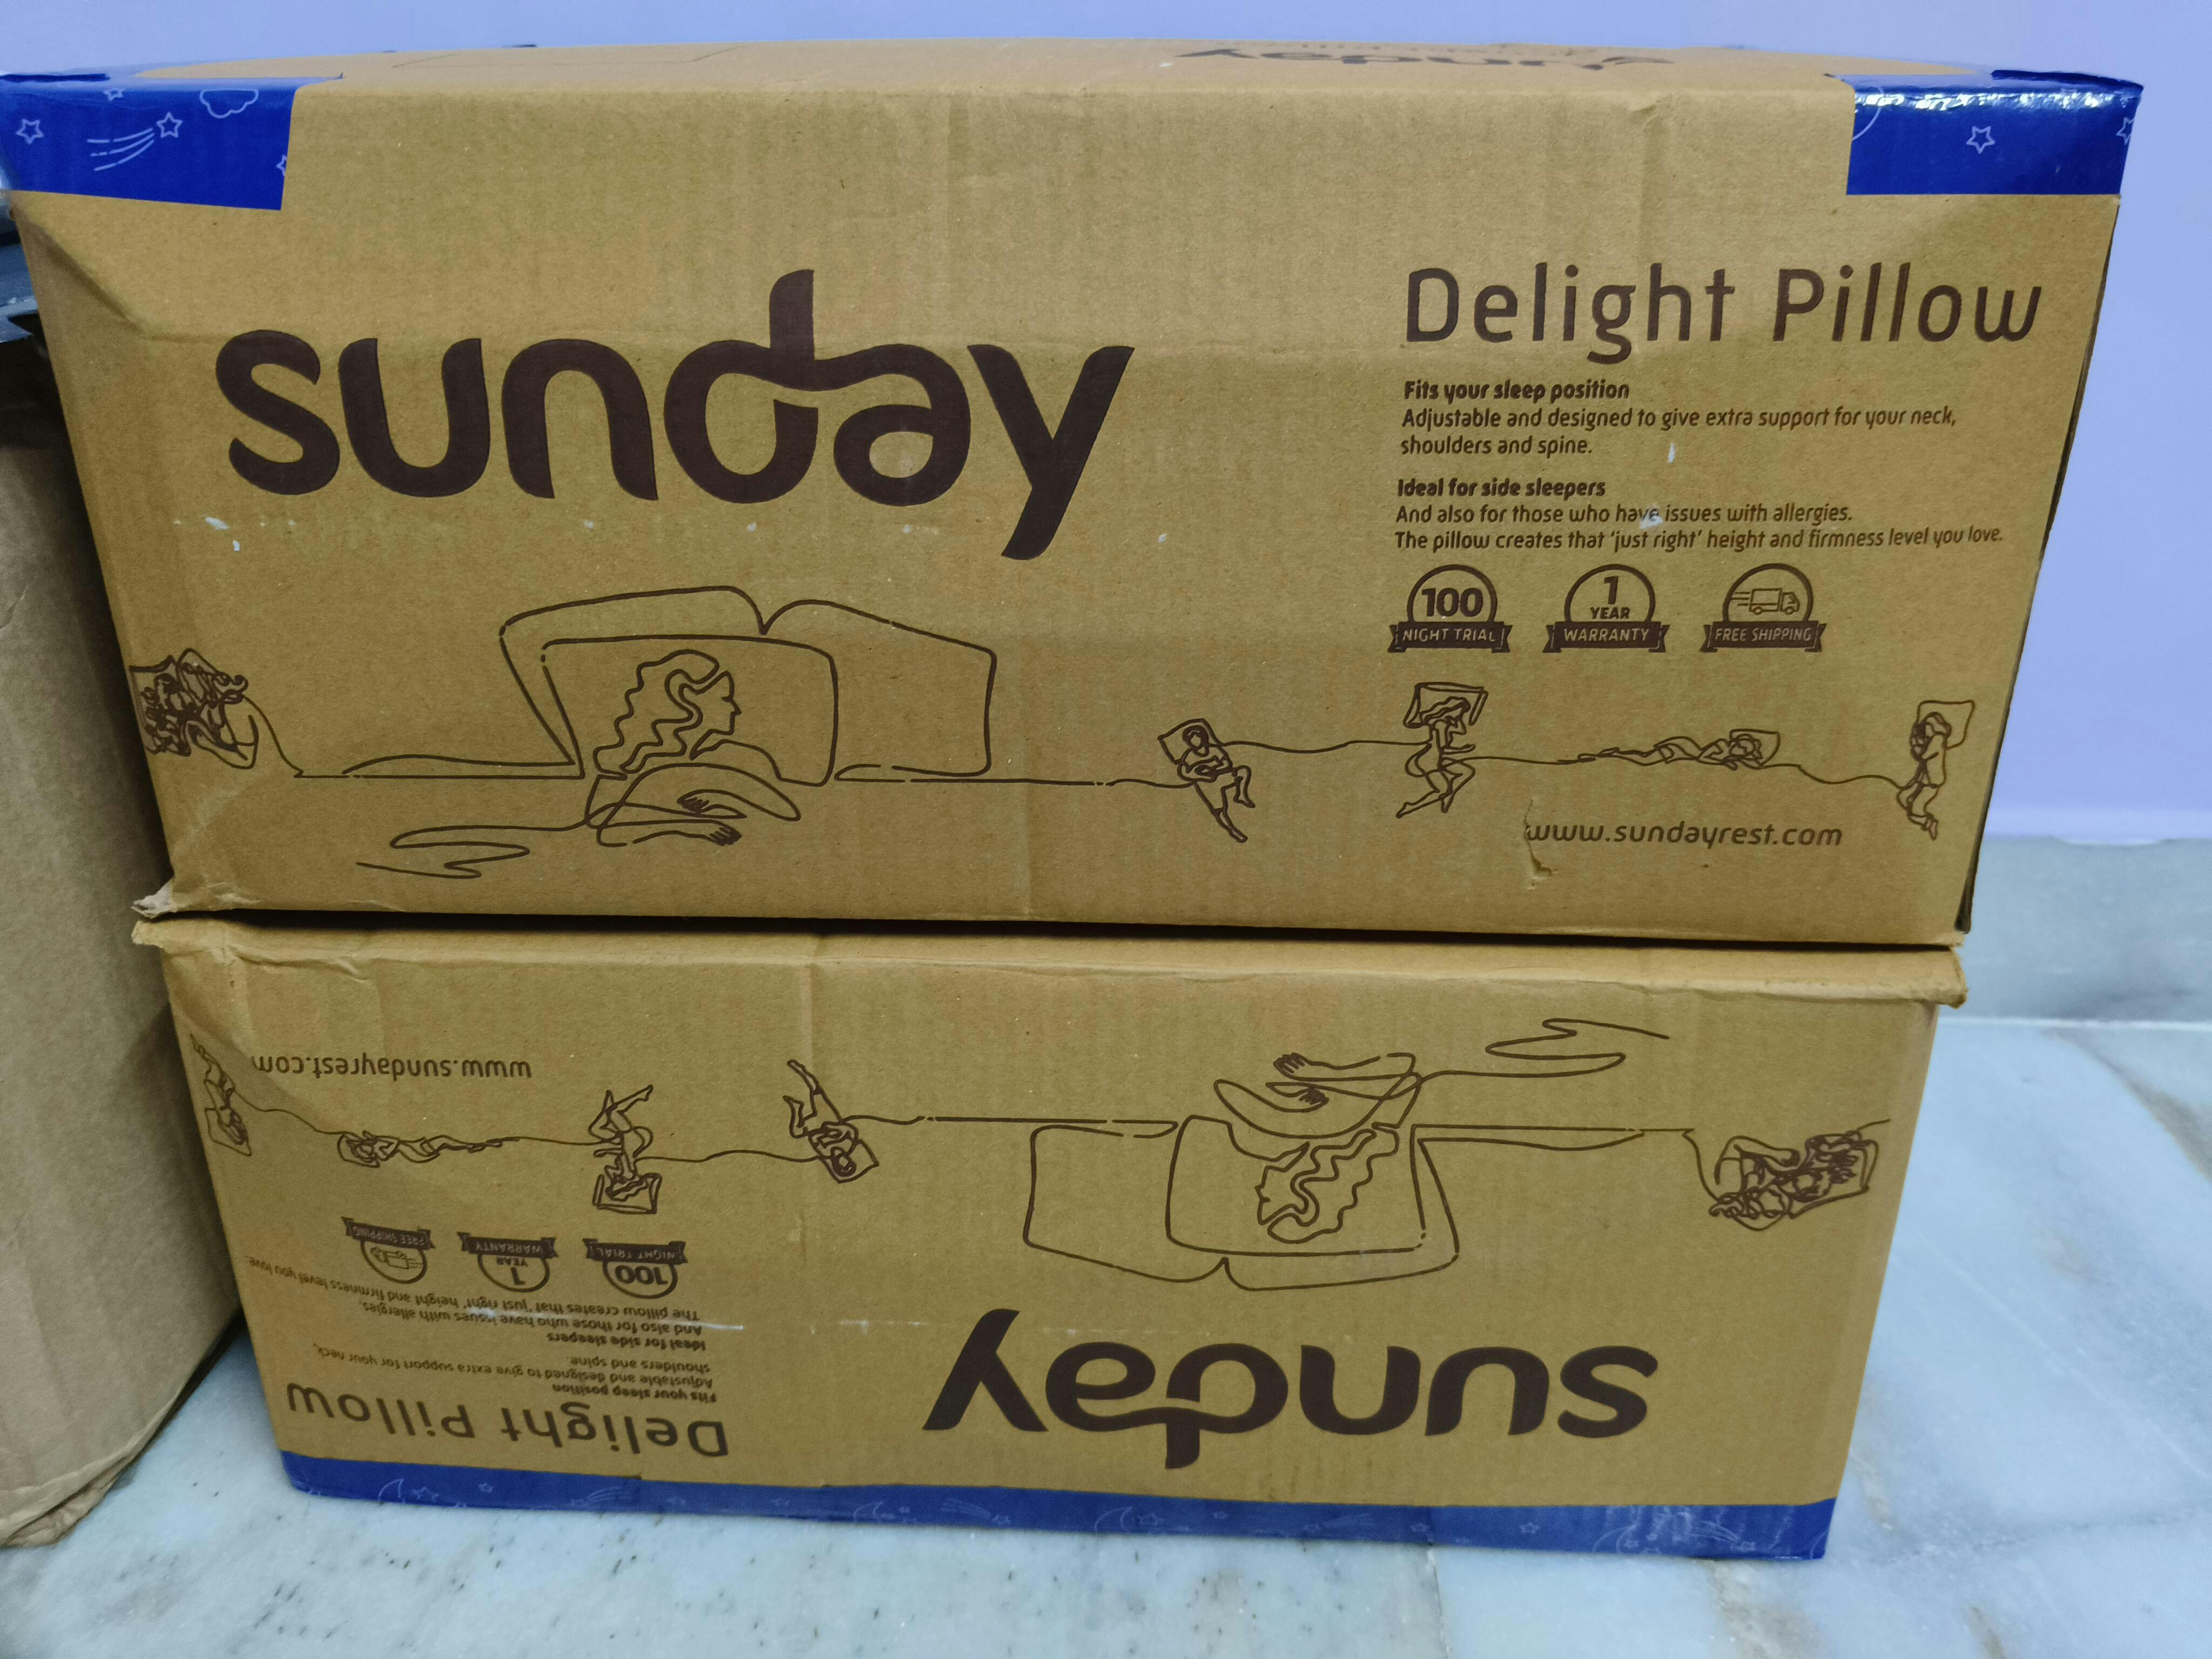 sunday
sunday
Delight Pillow
Fits your sleep position
Adjustable and designed to give extra support for your neck,
shoulders and spine.
Ideal for side sleepers
And also for those who have issues with allergies.
The pillow creates that 'just right' height and firmness level you love.
100
NIGHT TRIAL
1
YEAR
WARRANTY
FREE SHIPPING
www.sundayrest.com
sunday
Delight Pillow
Fits your sleep position
Adjustable and designed to give extra support for your neck,
shoulders and spine.
Ideal for side sleepers
And also for those who have issues with allergies.
The pillow creates that 'just right' height and firmness level you love.
100
NIGHT TRIAL
1
YEAR
WARRANTY
FREE SHIPPING
www.sundayrest.com